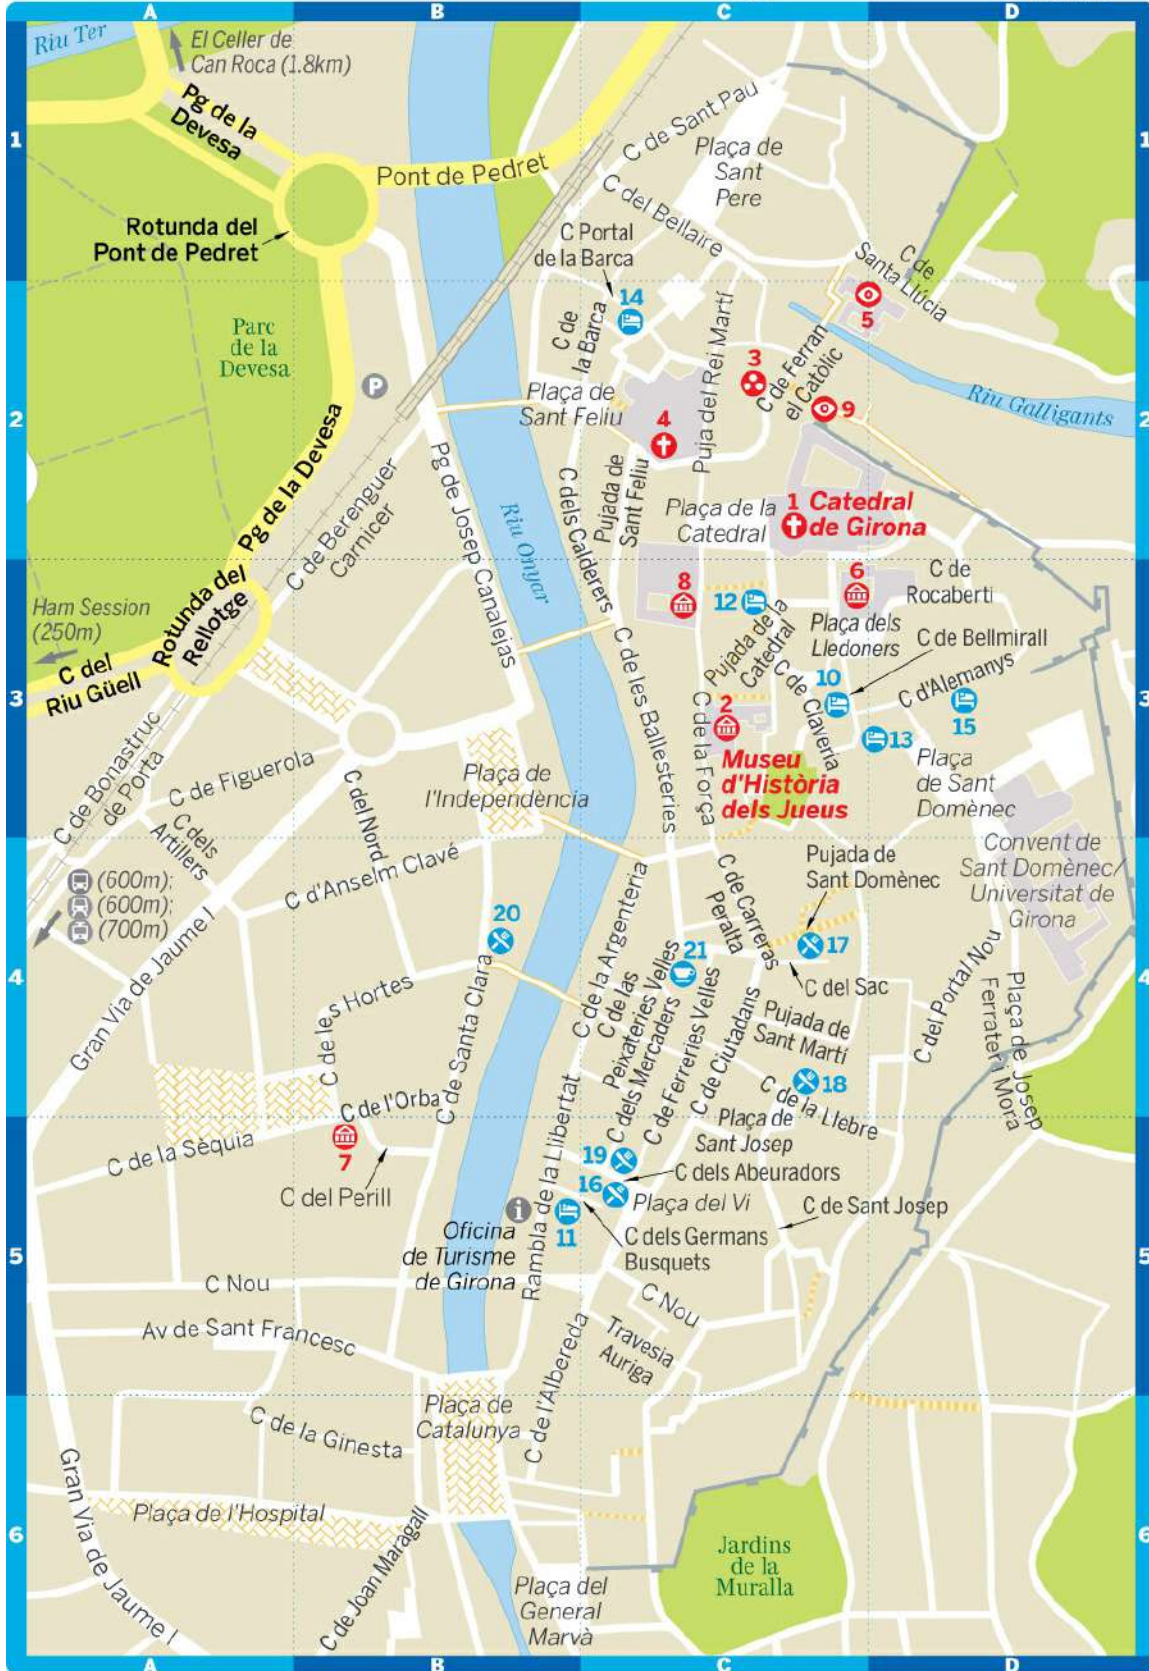 A
B
C
D
Riu Ter
El Celler de
Can Roca (1.8km)
Pg de la
Devesa
C de Sant Pau
1
1
Plaça de
Sant
Pere
Pont de Pedret
C del Bellaire
Rotunda del
Pont de Pedret
C Portal
de la Barca
C de
Santa Llúcia
14
5
C de
la Barca
Puja del Rei Martí
Parc
de la
Devesa
3
C de Ferran
el Catòlic
P
Plaça de
Sant Feliu
9
Riu Galligants
2
2
4
Pg de la Devesa
Pg de Josep Canalejas
C de Berenguer
Carnicer
Riu Onyar
C dels Calderers
Pujada de
Sant Feliu
Plaça de la
Catedral
1 Catedral
de Girona
Ham Session
(250m)
Rotunda del
Rellotge
8
12
6
C de
Rocabertí
Plaça dels
Lledoners
C de Bellmirall
Pujada de la
Catedral
C del
Riu Güell
C de les Ballesteries
C de Claveria
10
C d'Alemanys
3
3
15
13
2
Museu
d'Història
dels Jueus
C de la Força
C de Bonastruc
de Porta
C de Figuerola
C del Nord
Plaça de
l'Independència
Plaça
de Sant
Domènec
C dels
Artillers
C d'Anselm Clavé
Convent de
Sant Domènec/
Universitat de
Girona
Pujada de
Sant Domènec
(600m);
(600m);
(700m)
20
C de l'Argenteria
C de Carreras
Peralta
17
21
4
4
C del Sac
Gran Via de Jaume I
C de les Hortes
C de Santa Clara
C de las
Peixateries Velles
C dels Mercaders
C de Ferreries Velles
C de Ciutadans
Pujada de
Sant Martí
C del Portal Nou
Plaça de Josep
Ferrater i Mora
18
C de la Llebre
C de l'Orba
C de la Sèquia
7
C del Perill
Plaça de
Sant Josep
19
C dels Abeuradors
16
Plaça del Vi
C de Sant Josep
i
11
C dels Germans
Busquets
Oficina
de Turisme
de Girona
Rambla de la Llibertat
5
5
C Nou
C Nou
Av de Sant Francesc
Travesia
Auriga
C de l'Albereda
Plaça de
Catalunya
C de la Ginesta
Gran Via de Jaume I
Plaça de l'Hospital
C de Joan Maragall
6
6
Jardins
de la
Muralla
Plaça del
General
Marvà
A
B
C
D